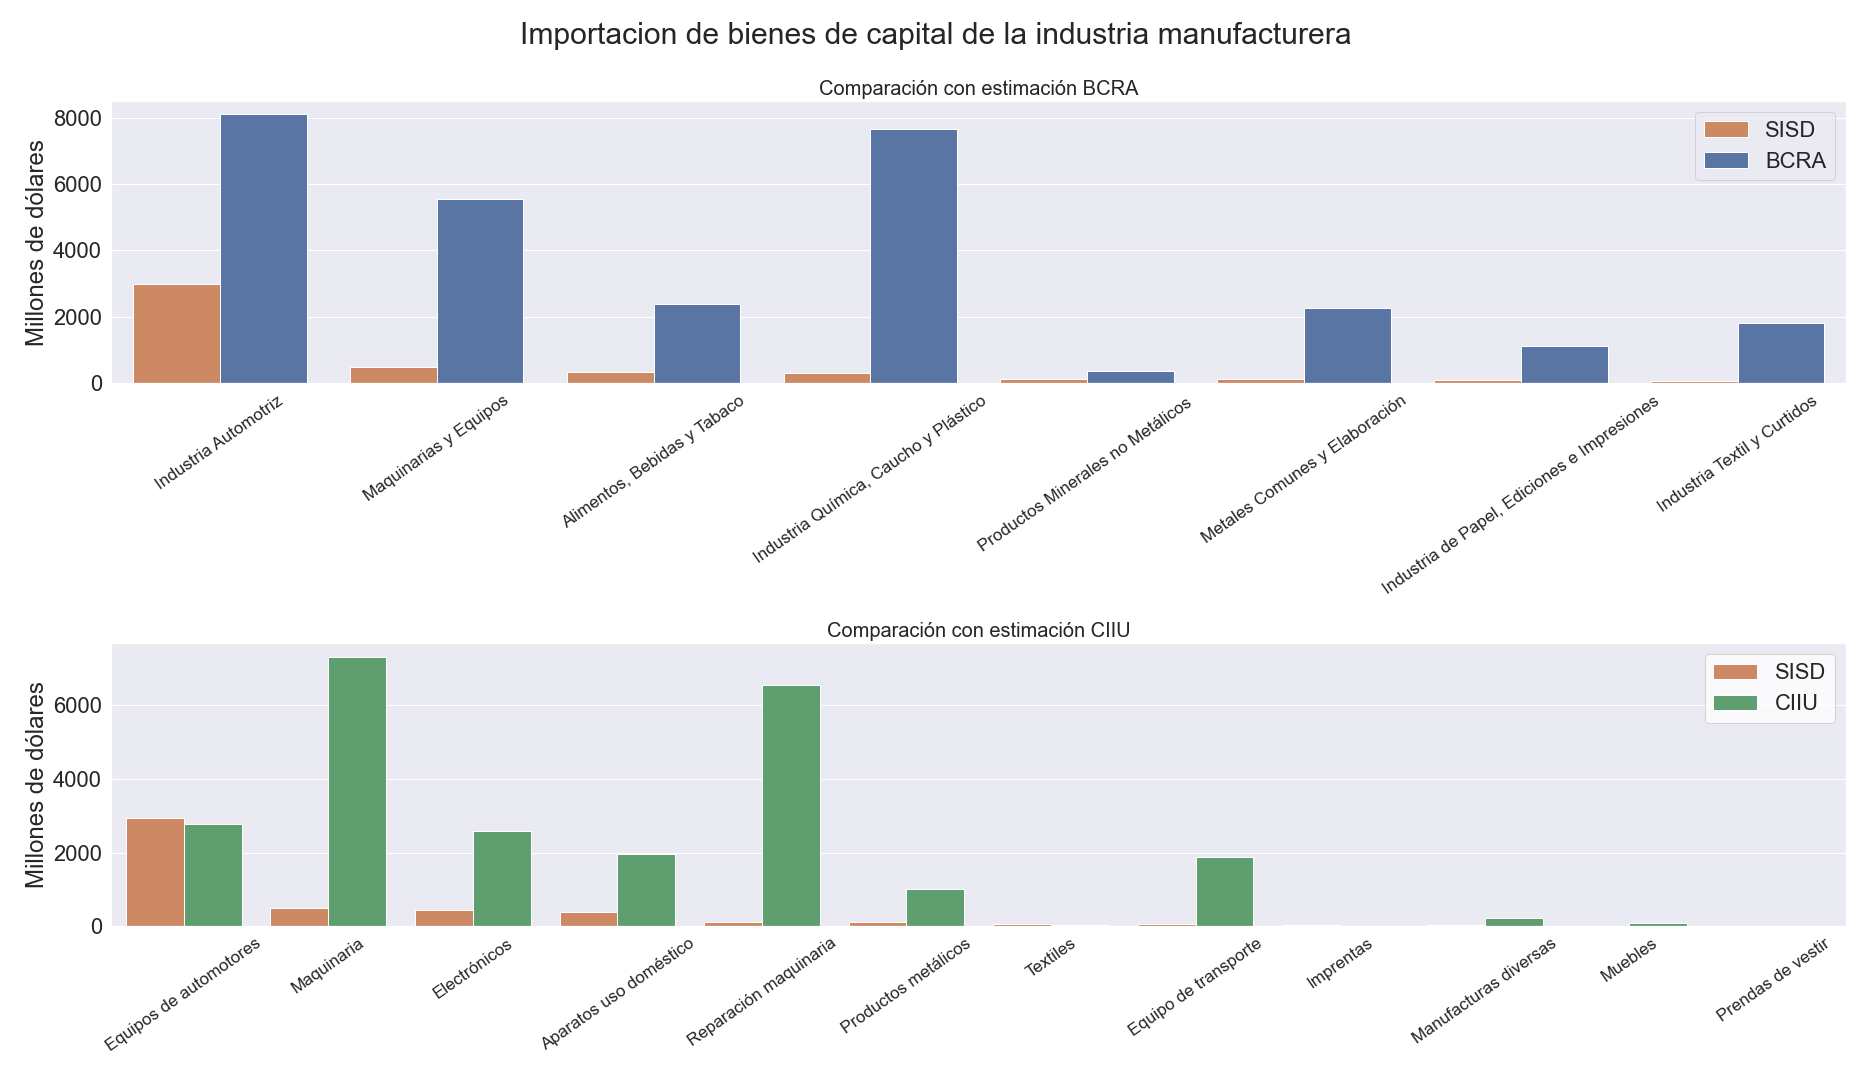 Importacion de bienes de capital de la industria manufacturera
Comparación con estimación BCRA
Millones de dólares
8000
6000
4000
2000
0
SISD
BCRA
Industria Automotriz
Maquinarias y Equipos
Alimentos, Bebidas y Tabaco
Industria Química, Caucho y Plástico
Productos Minerales no Metálicos
Metales Comunes y Elaboración
Industria de Papel, Ediciones e Impresiones
Industria Textil y Curtidos
Comparación con estimación CIIU
Millones de dólares
6000
4000
2000
0
SISD
CIIU
Equipos de automotores
Maquinaria
Electrónicos
Aparatos uso doméstico
Reparación maquinaria
Productos metálicos
Textiles
Equipo de transporte
Imprentas
Manufacturas diversas
Muebles
Prendas de vestir